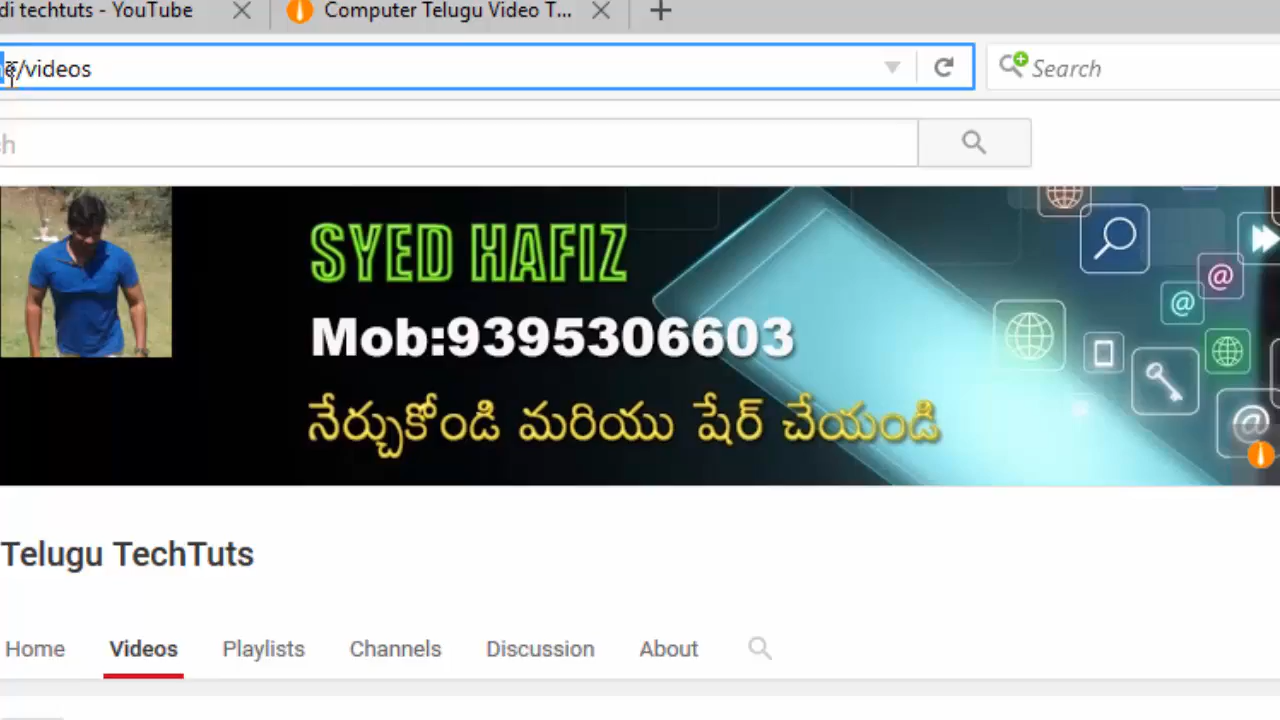 di techtuts - YouTube
Computer Telugu Video T...
/videos
Search
SYED HAFIZ
Mob:9395306603
నేర్చుకోండి మరియు షేర్ చేయండి
Telugu TechTuts
Home Videos Playlists Channels Discussion About